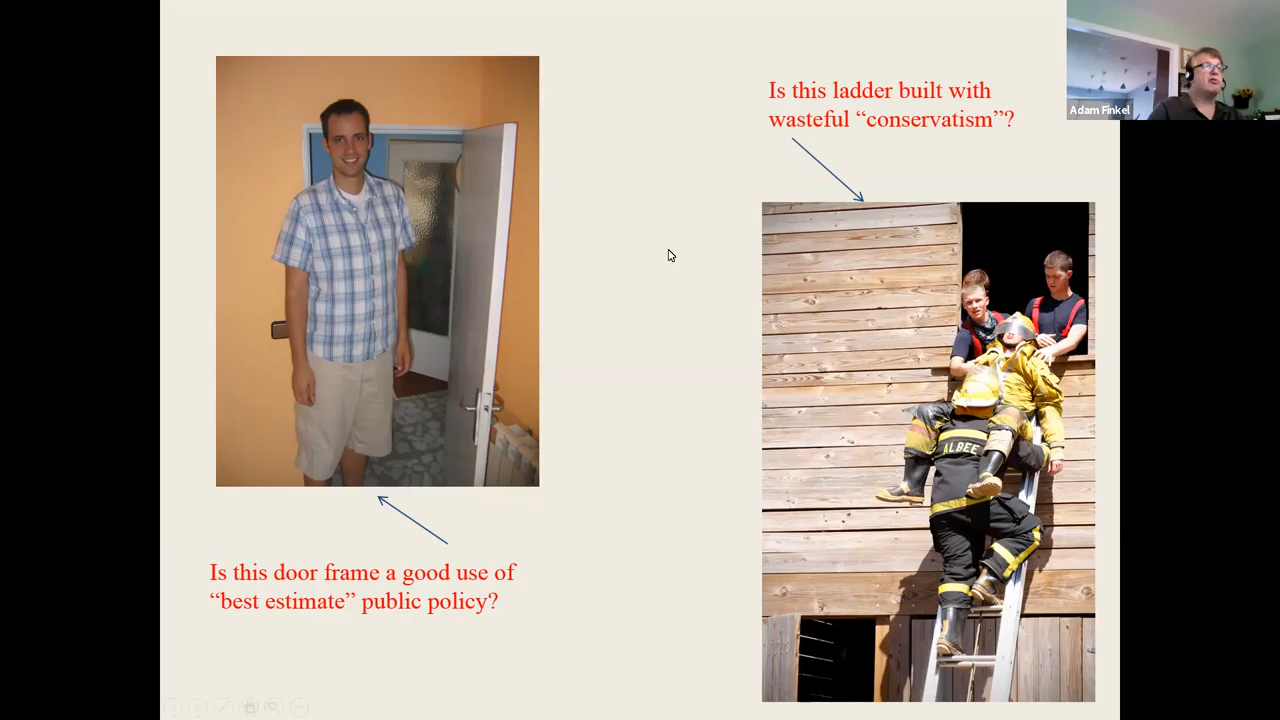 Is this ladder built with
wasteful “conservatism”?
Adam Finkel
ALBEE
Is this door frame a good use of
“best estimate” public policy?